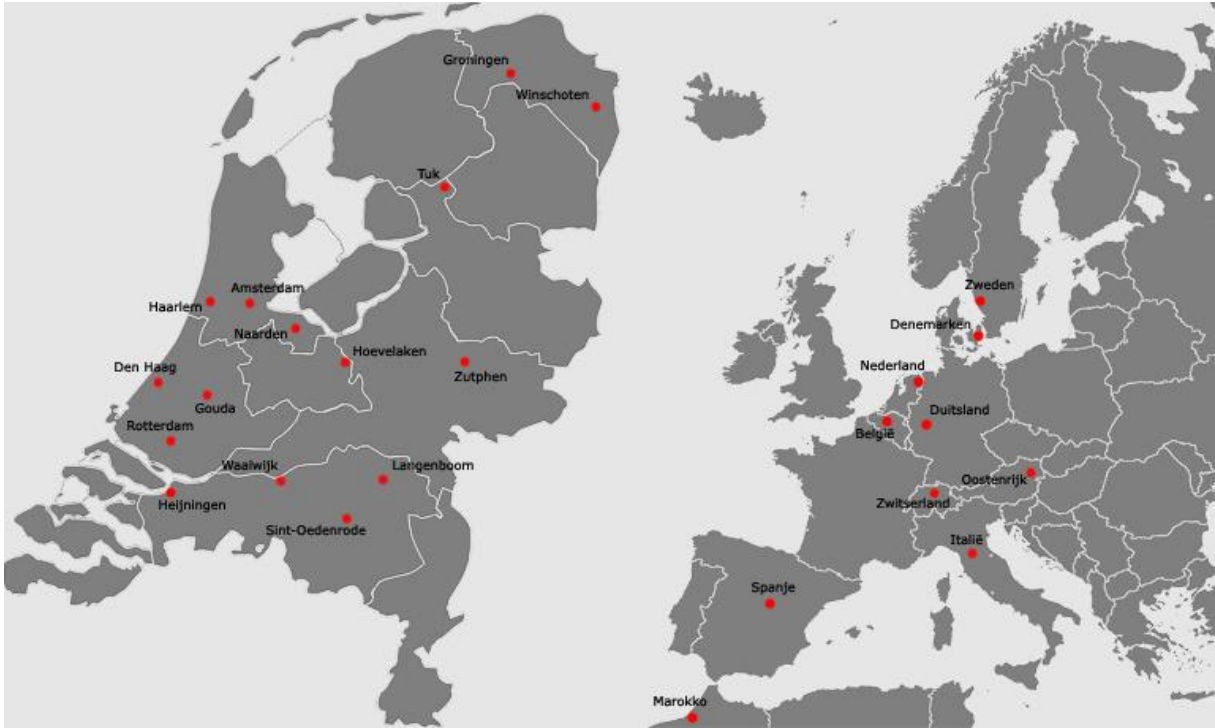 Groningen
Winschoten
Tuk
Amsterdam
Haarlem
Naarden
Hoevelaken
Den Haag
Zutphen
Gouda
Rotterdam
Waalwijk
Langenboom
Heijningen
Sint-Oedenrode
Zweden
Denemarken
Nederland
Duitsland
België
Oostenrijk
Zwitserland
Italië
Spanje
Marokko